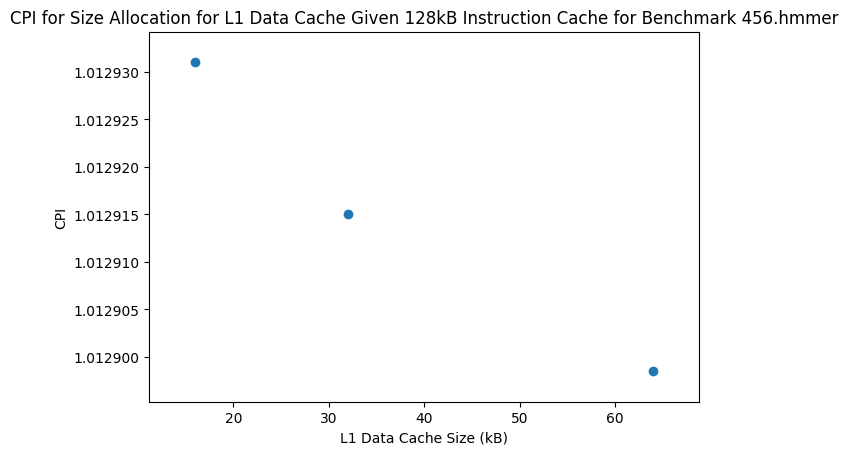 CPI for Size Allocation for L1 Data Cache Given 128kB Instruction Cache for Benchmark 456.hmmer
1.012930
1.012925
1.012920
1.012915
1.012910
1.012905
1.012900
CPI
20 30 40 50 60
L1 Data Cache Size (kB)